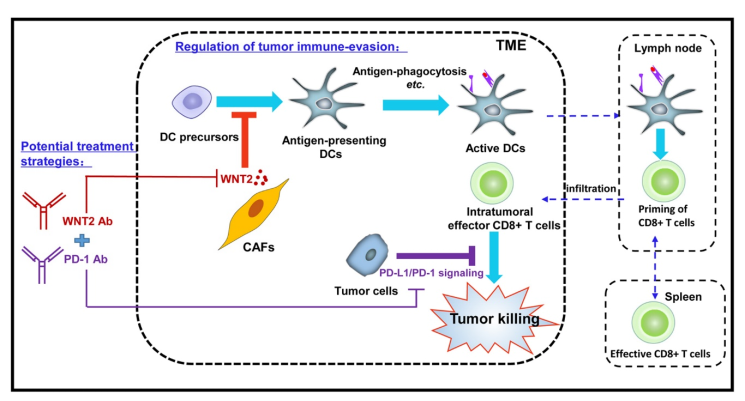 Regulation of tumor immune-evasion:
TME
Lymph node
Antigen-phagocytosis
etc.
DC precursors
Antigen-presenting
DCs
Active DCs
Potential treatment
strategies:
WNT2
infiltration
Priming of
CD8+ T cells
WNT2 Ab
Intratumoral
effector CD8+ T cells
CAFs
PD-1 Ab
PD-L1/PD-1 signaling
Tumor cells
Spleen
Tumor killing
Effective CD8+ T cells